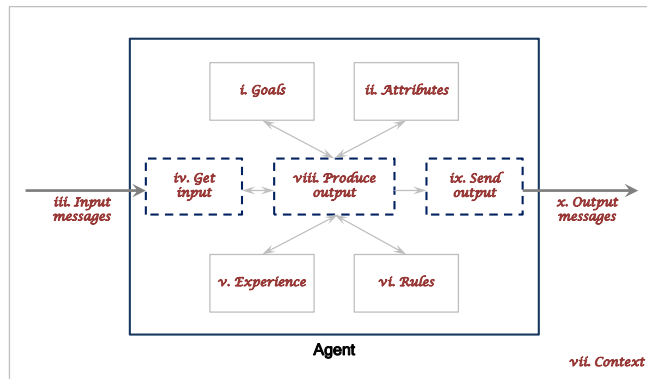 i. Goals
ii. Attributes
iv. Get
input
viii. Produce
output
ix. Send
output
iii. Input
messages
x. Output
messages
v. Experience
vi. Rules
Agent
vii. Context